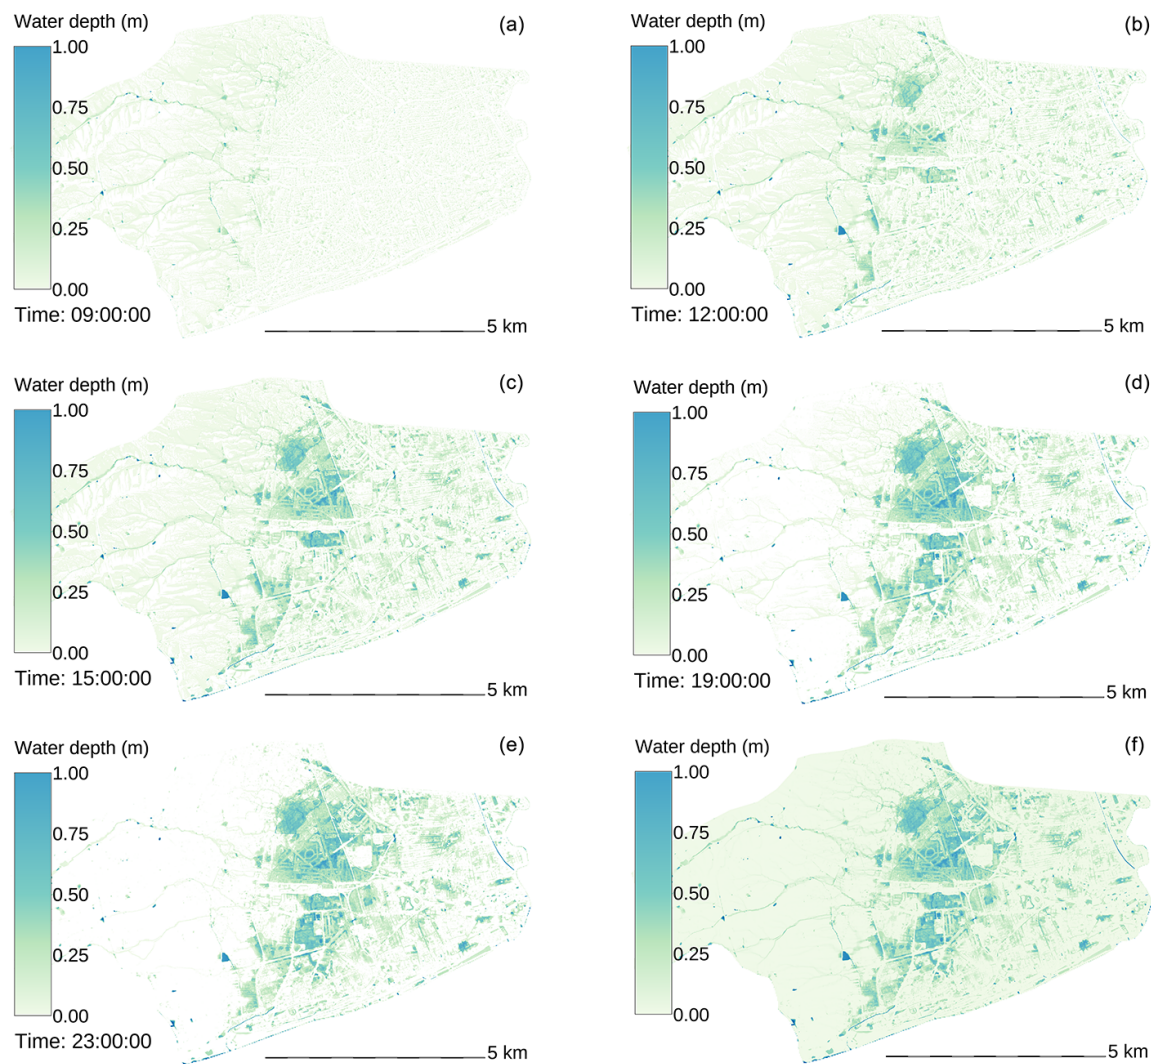 Water depth (m)
(a)
1.00
0.75
0.50
0.25
0.00
Time: 09:00:00
5 km
Water depth (m)
(b)
1.00
0.75
0.50
0.25
0.00
Time: 12:00:00
5 km
Water depth (m)
(c)
1.00
0.75
0.50
0.25
0.00
Time: 15:00:00
5 km
Water depth (m)
(d)
1.00
0.75
0.50
0.25
0.00
Time: 19:00:00
5 km
Water depth (m)
(e)
1.00
0.75
0.50
0.25
0.00
Time: 23:00:00
5 km
Water depth (m)
(f)
1.00
0.75
0.50
0.25
0.00
5 km